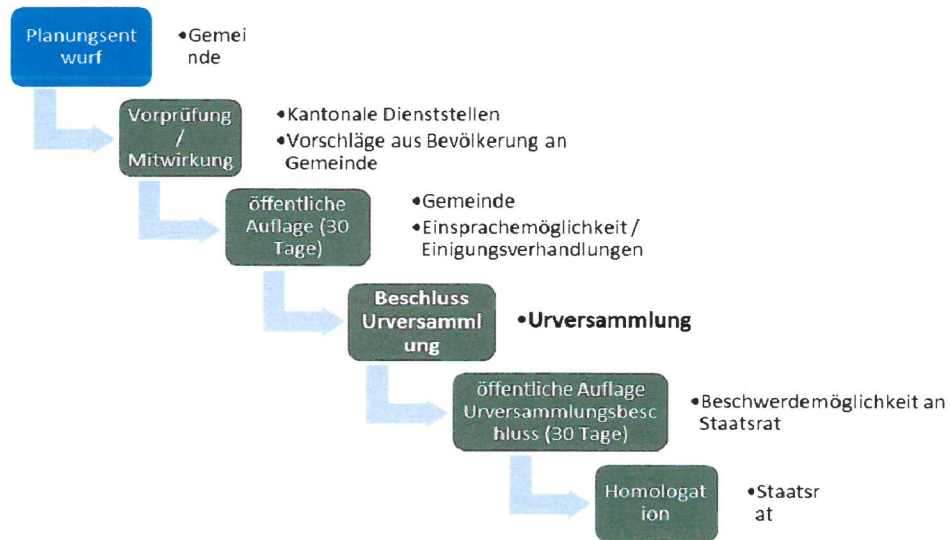 Planungsent
wurf
•Gemei
nde
Vorprüfung
/
Mitwirkung
•Kantonale Dienststellen
•Vorschläge aus Bevölkerung an
Gemeinde
öffentliche
Auflage (30
Tage)
•Gemeinde
•Einsprachemöglichkeit /
Einigungsverhandlungen
Beschluss
Urversamml
ung
•Urversammlung
öffentliche Auflage
Urversammlungsbesc
hluss (30 Tage)
•Beschwerdemöglichkeit an
Staatsrat
Homologat
ion
•Staatsr
at